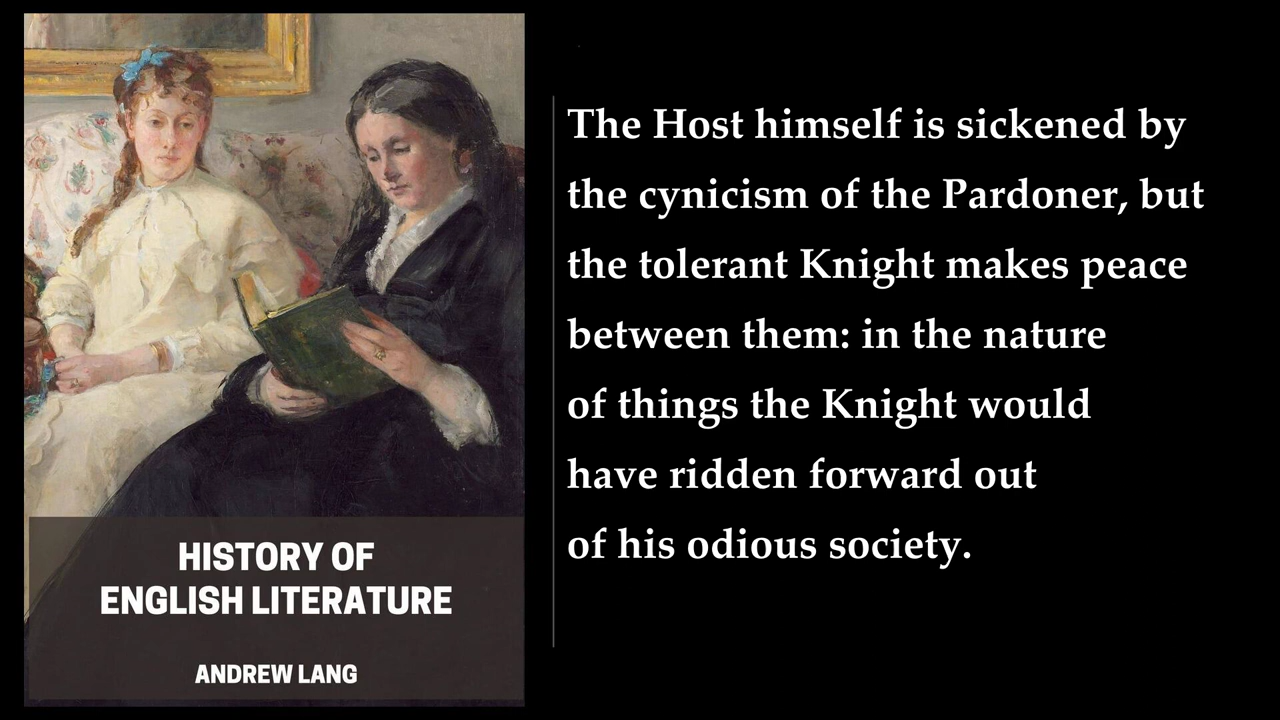 HISTORY OF
ENGLISH LITERATURE
ANDREW LANG
The Host himself is sickened by
the cynicism of the Pardoner, but
the tolerant Knight makes peace
between them: in the nature
of things the Knight would
have ridden forward out
of his odious society.